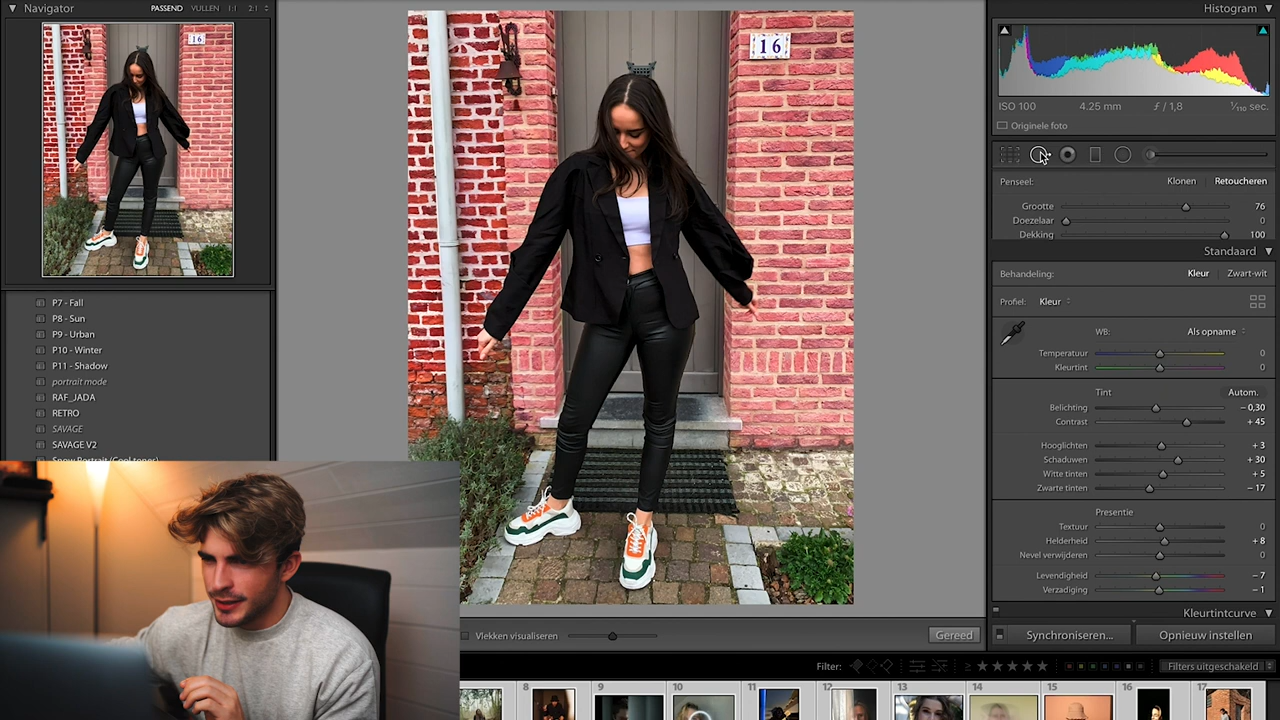 Navigator
PASSEND VULLEN 1:1 2:1
16
P7 - Fall
P8 - Sun
P9 - Urban
P10 - Winter
P11 - Shadow
portrait mode
RAF_JADA
RETRO
SAVAGE
SAVAGE V2
Snow Portrait (Cool tones)
16
Vlekken visualiseren
Gereed
Histogram
ISO 100 4,25 mm
Originele foto
Penseel: Klonen Retoucheren
Grootte 76
Doezelaar 0
Dekking 100
Standaard
Behandeling: Kleur Zwart-wit
Profiel: Kleur
WB: Als opname
Temperatuur 0
Kleurtint 0
Tint Autom.
Belichting - 0,30
Contrast + 45
Hooglichten + 3
Schaduwen + 30
Witte tinten + 5
Zwarte tinten - 17
Presentie
Textuur 0
Helderheid + 8
Nevel verwijderen 0
Levendigheid - 7
Verzadiging - 1
Kleurtintcurve
Synchroniseren... Opnieuw instellen
Filter: Filters uitgeschakeld
8 9 10 11 12 13 14 15 16 17